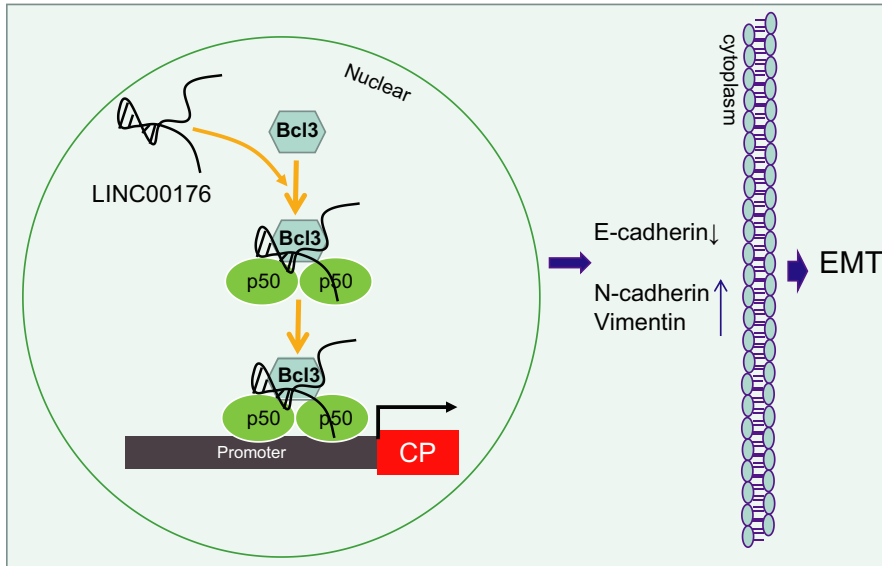 Nuclear
Bcl3
LINC00176
Bcl3
p50 p50
Bcl3
p50 p50
Promoter
CP
E-cadherin↓
N-cadherin ↑
Vimentin
cytoplasm
EMT